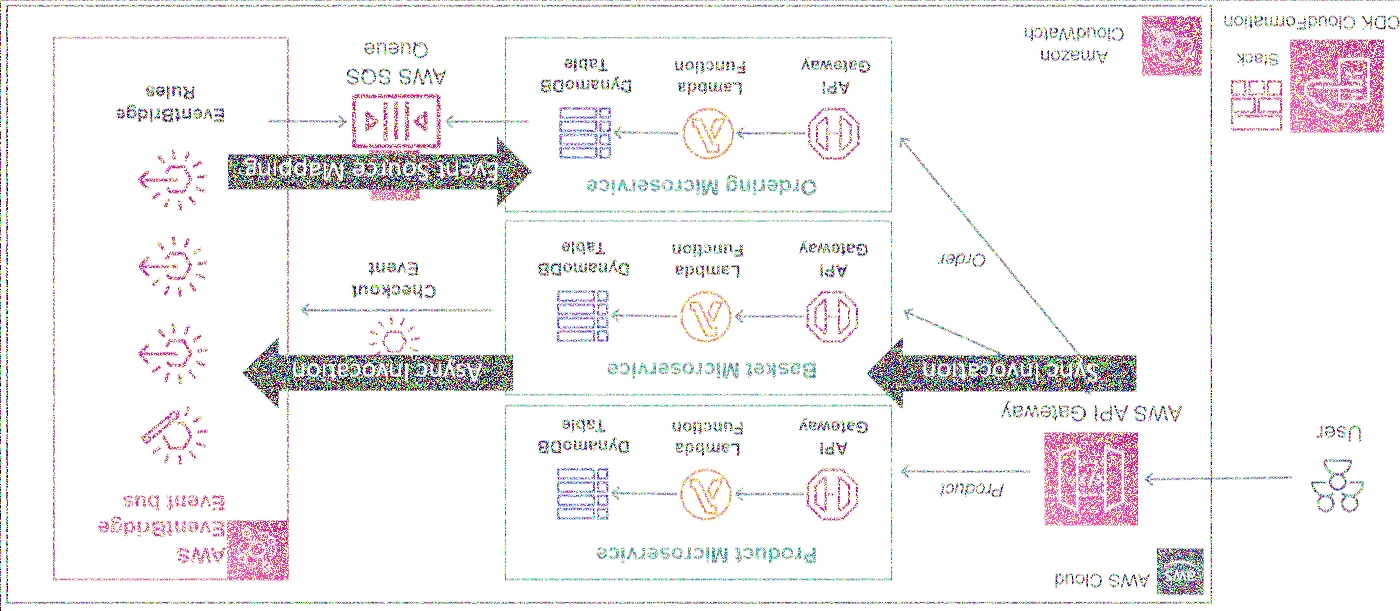 AWS Cloud
User
AWS API Gateway
Product
Sync Invocation
Order
Product Microservice
API
Gateway
Lambda
Function
DynamoDB
Table
Basket Microservice
API
Gateway
Lambda
Function
DynamoDB
Table
Ordering Microservice
API
Gateway
Lambda
Function
DynamoDB
Table
Async Invocation
Checkout
Event
Event Source Mapping
AWS SQS
Queue
AWS
EventBridge
Event bus
EventBridge
Rules
Stack
CDK CloudFormation
Amazon
CloudWatch
aws